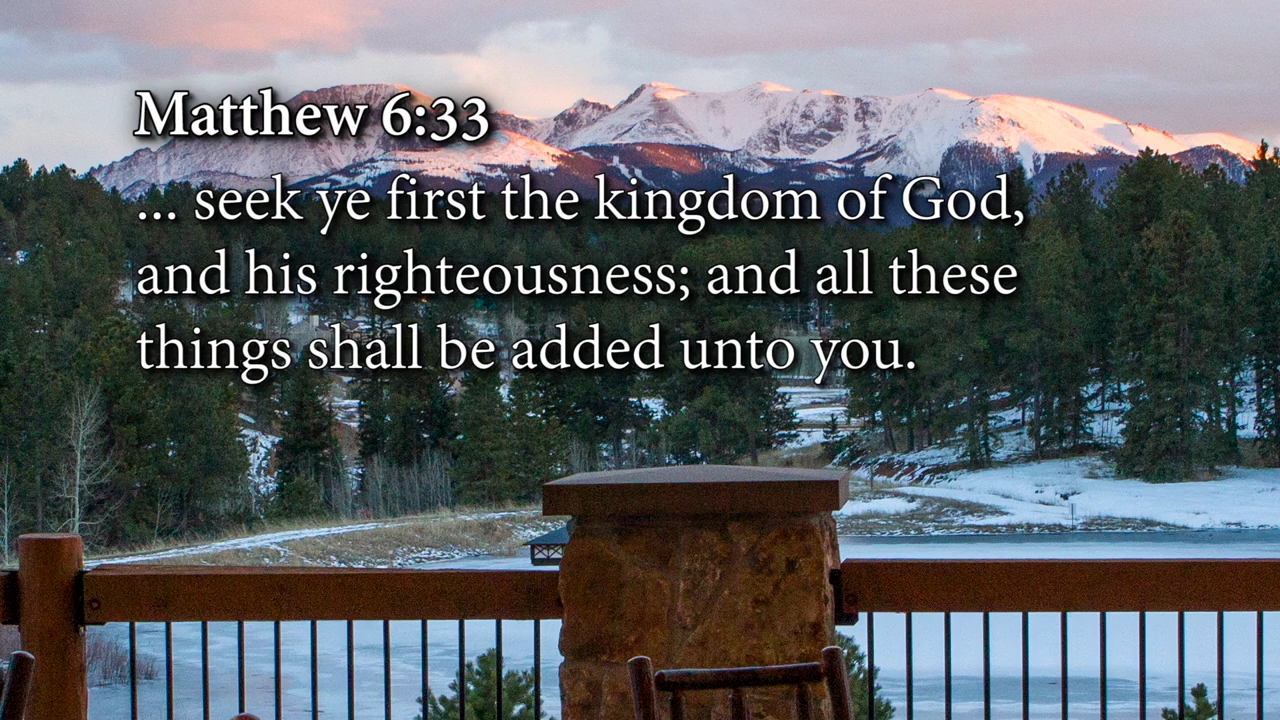 Matthew 6:33
... seek ye first the kingdom of God,
and his righteousness; and all these
things shall be added unto you.